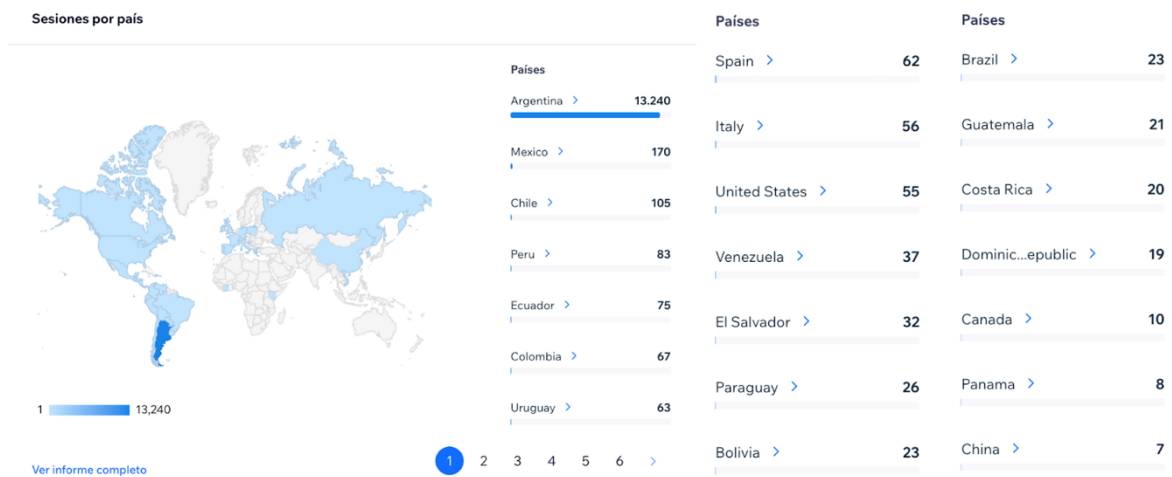 Sesiones por país
Países
Argentina > 13.240
Mexico > 170
Chile > 105
Peru > 83
Ecuador > 75
Colombia > 67
Uruguay > 63
1 13,240
1 2 3 4 5 6 >
Ver informe completo
Países
Spain > 62
Italy > 56
United States > 55
Venezuela > 37
El Salvador > 32
Paraguay > 26
Bolivia > 23
Países
Brazil > 23
Guatemala > 21
Costa Rica > 20
Dominic...epublic > 19
Canada > 10
Panama > 8
China > 7